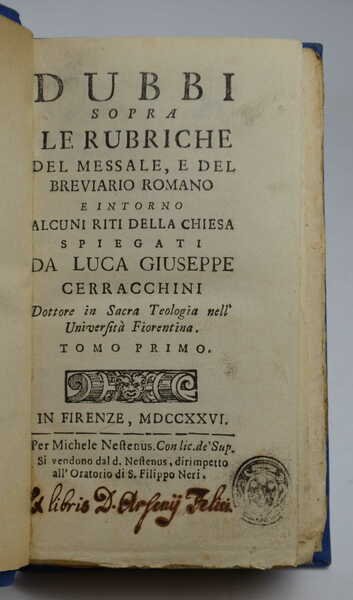 DUBBI
SOPRA
LE RUBRICHE
DEL MESSALE, E DEL
BREVIARIO ROMANO
E INTORNO
ALCUNI RITI DELLA CHIESA
SPIEGATI
DA LUCA GIUSEPPE
CERRACCHINI
Dottore in Sacra Teologia nell'
Università Fiorentina.
TOMO PRIMO.
IN FIRENZE, MDCCXXVI.
Per Michele Nestenus. Con lic. de' Sup.
Si vendono dal d. Nestenus, dirimpetto
all' Oratorio di S. Filippo Neri.
Ex libris D. Arsenij